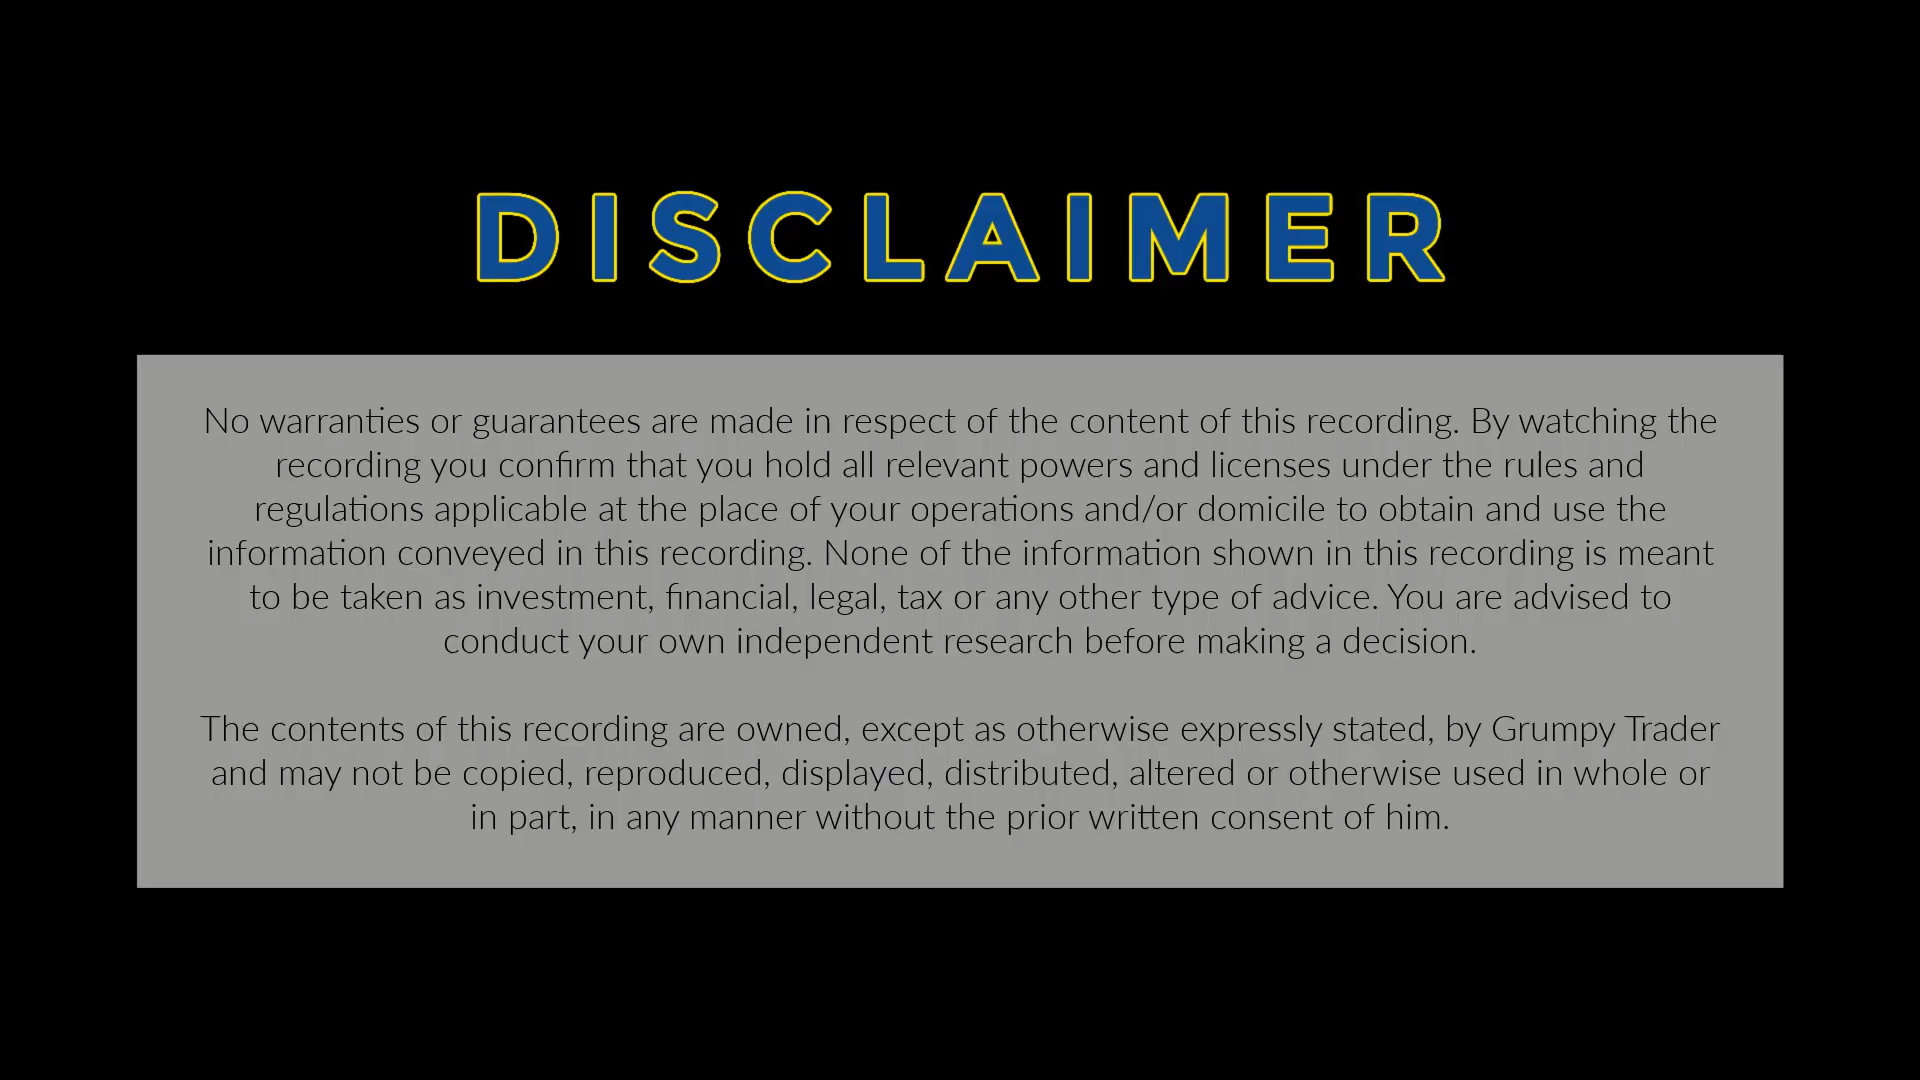 DISCLAIMER
No warranties or guarantees are made in respect of the content of this recording. By watching the
recording you confirm that you hold all relevant powers and licenses under the rules and
regulations applicable at the place of your operations and/or domicile to obtain and use the
information conveyed in this recording. None of the information shown in this recording is meant
to be taken as investment, financial, legal, tax or any other type of advice. You are advised to
conduct your own independent research before making a decision.
The contents of this recording are owned, except as otherwise expressly stated, by Grumpy Trader
and may not be copied, reproduced, displayed, distributed, altered or otherwise used in whole or
in part, in any manner without the prior written consent of him.